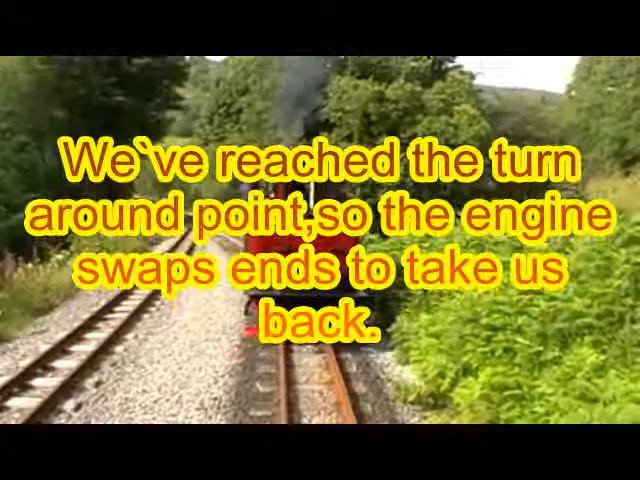 We`ve reached the turn
around point,so the engine
swaps ends to take us
back.